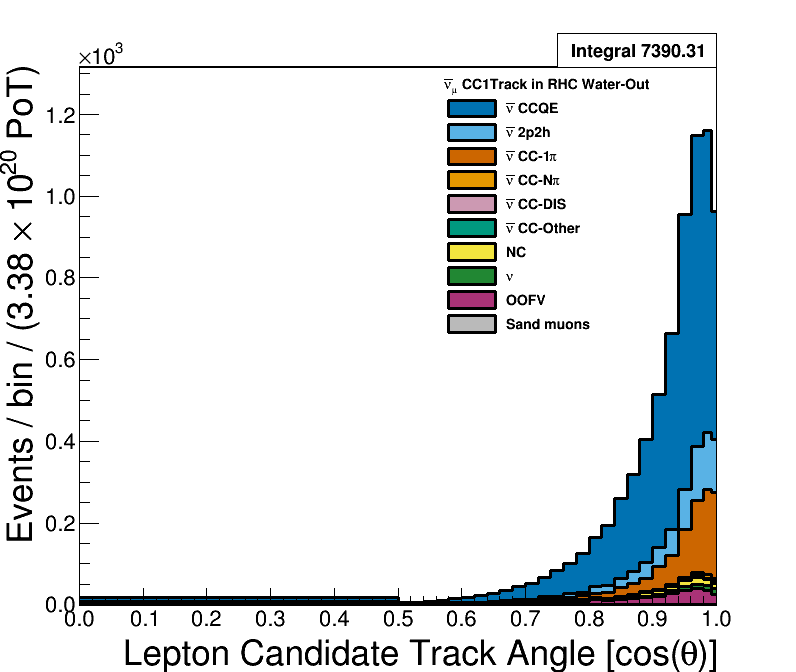 ×10³
Integral 7390.31
ν̅μ CC1Track in RHC Water-Out
ν̅ CCQE
ν̅ 2p2h
ν̅ CC-1π
ν̅ CC-Nπ
ν̅ CC-DIS
ν̅ CC-Other
NC
ν
OOFV
Sand muons
Events / bin / (3.38 × 10²⁰ PoT)
1.2
1.0
0.8
0.6
0.4
0.2
0.0
0.0 0.1 0.2 0.3 0.4 0.5 0.6 0.7 0.8 0.9 1.0
Lepton Candidate Track Angle [cos(θ)]